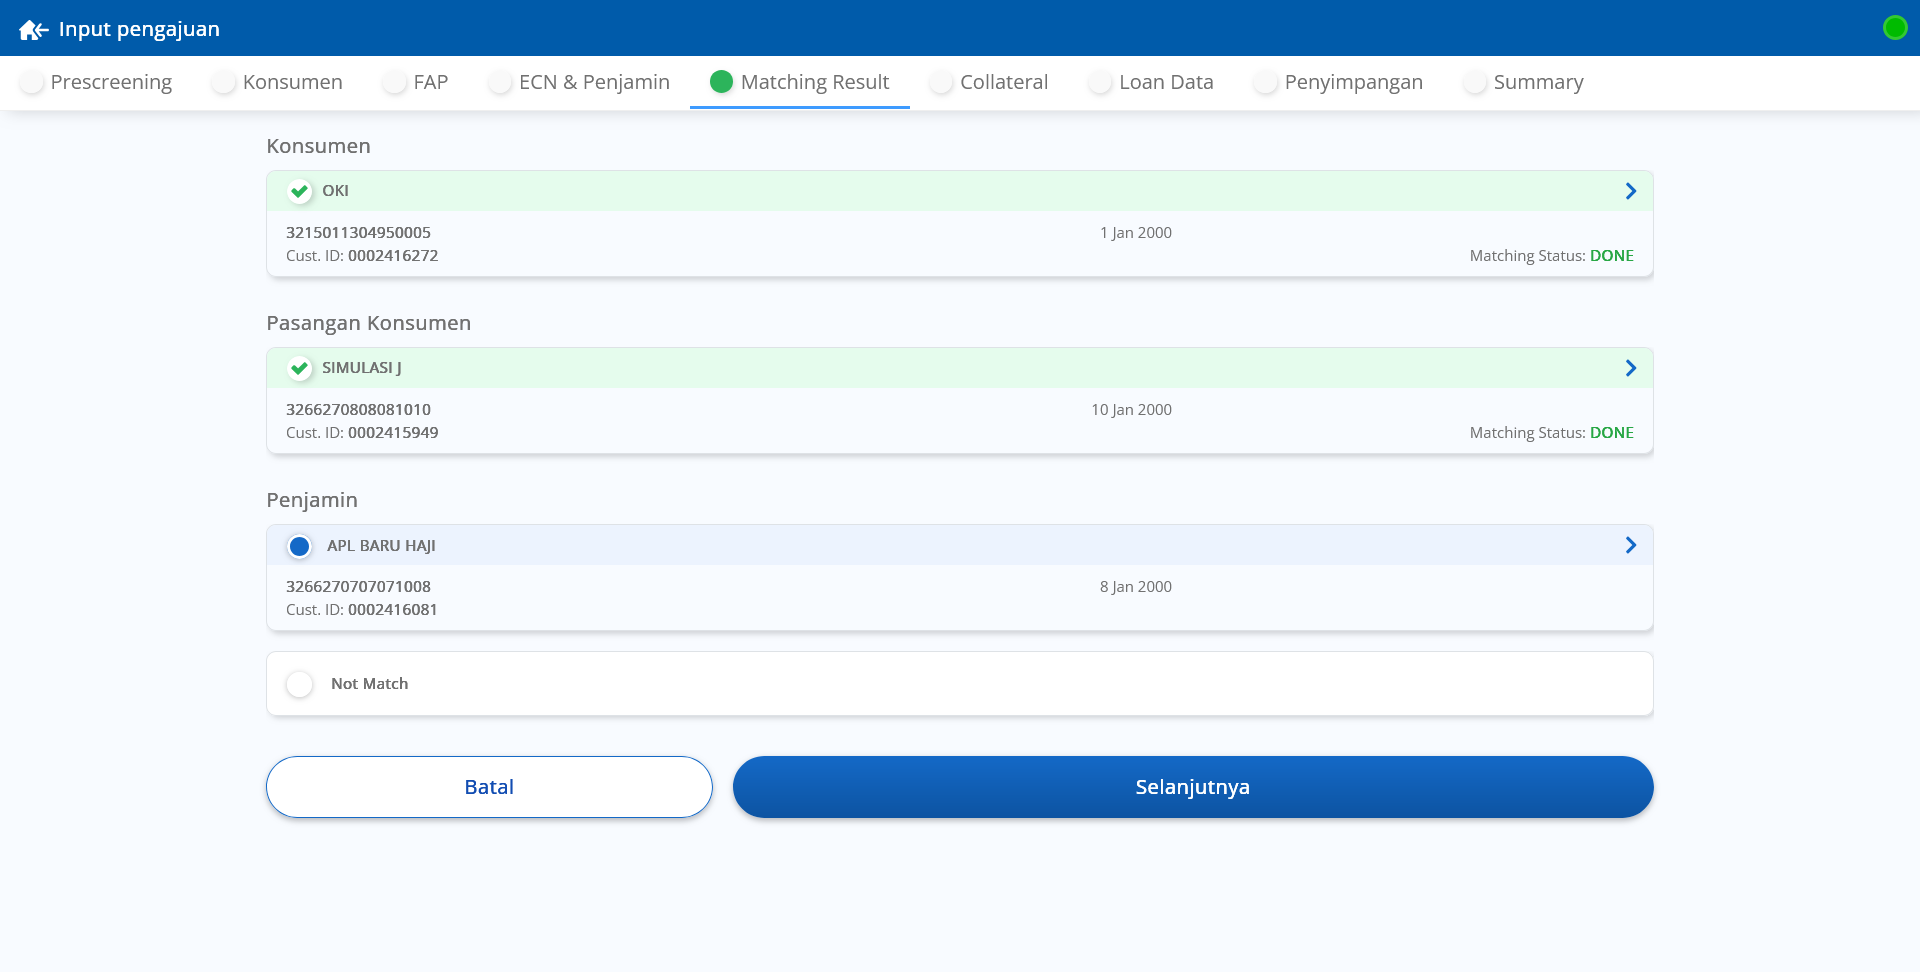 Input pengajuan
Prescreening Konsumen FAP ECN & Penjamin Matching Result Collateral Loan Data Penyimpangan Summary
Konsumen
OKI
3215011304950005 1 Jan 2000
Cust. ID: 0002416272 Matching Status: DONE
Pasangan Konsumen
SIMULASI J
3266270808081010 10 Jan 2000
Cust. ID: 0002415949 Matching Status: DONE
Penjamin
APL BARU HAJI
3266270707071008 8 Jan 2000
Cust. ID: 0002416081
Not Match
Batal Selanjutnya